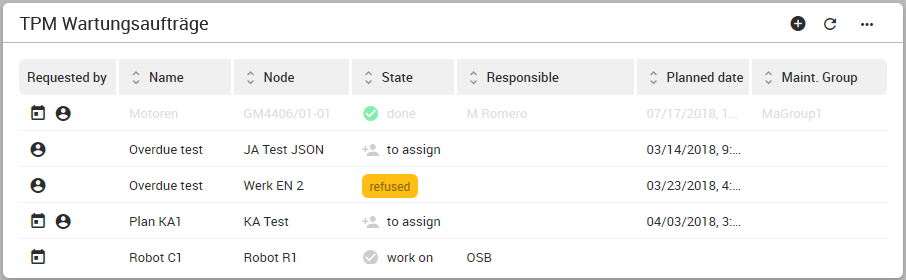 TPM Wartungsaufträge
Requested by Name Node State Responsible Planned date Maint. Group
Motoren GM4406/01-01 done M Romero 07/17/2018, 1... MaGroup1
Overdue test JA Test JSON to assign 03/14/2018, 9:...
Overdue test Werk EN 2 refused 03/23/2018, 4:...
Plan KA1 KA Test to assign 04/03/2018, 3:...
Robot C1 Robot R1 work on OSB